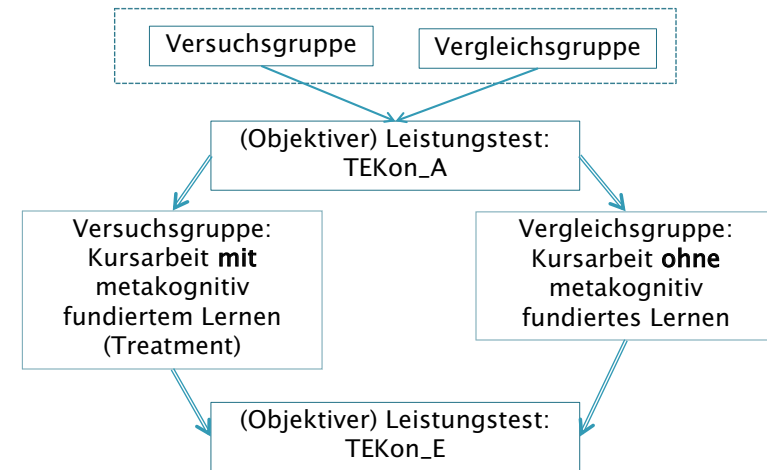 Versuchsgruppe
Vergleichsgruppe
(Objektiver) Leistungstest:
TEKon_A
Versuchsgruppe:
Kursarbeit mit
metakognitiv
fundiertem Lernen
(Treatment)
Vergleichsgruppe:
Kursarbeit ohne
metakognitiv
fundiertes Lernen
(Objektiver) Leistungstest:
TEKon_E